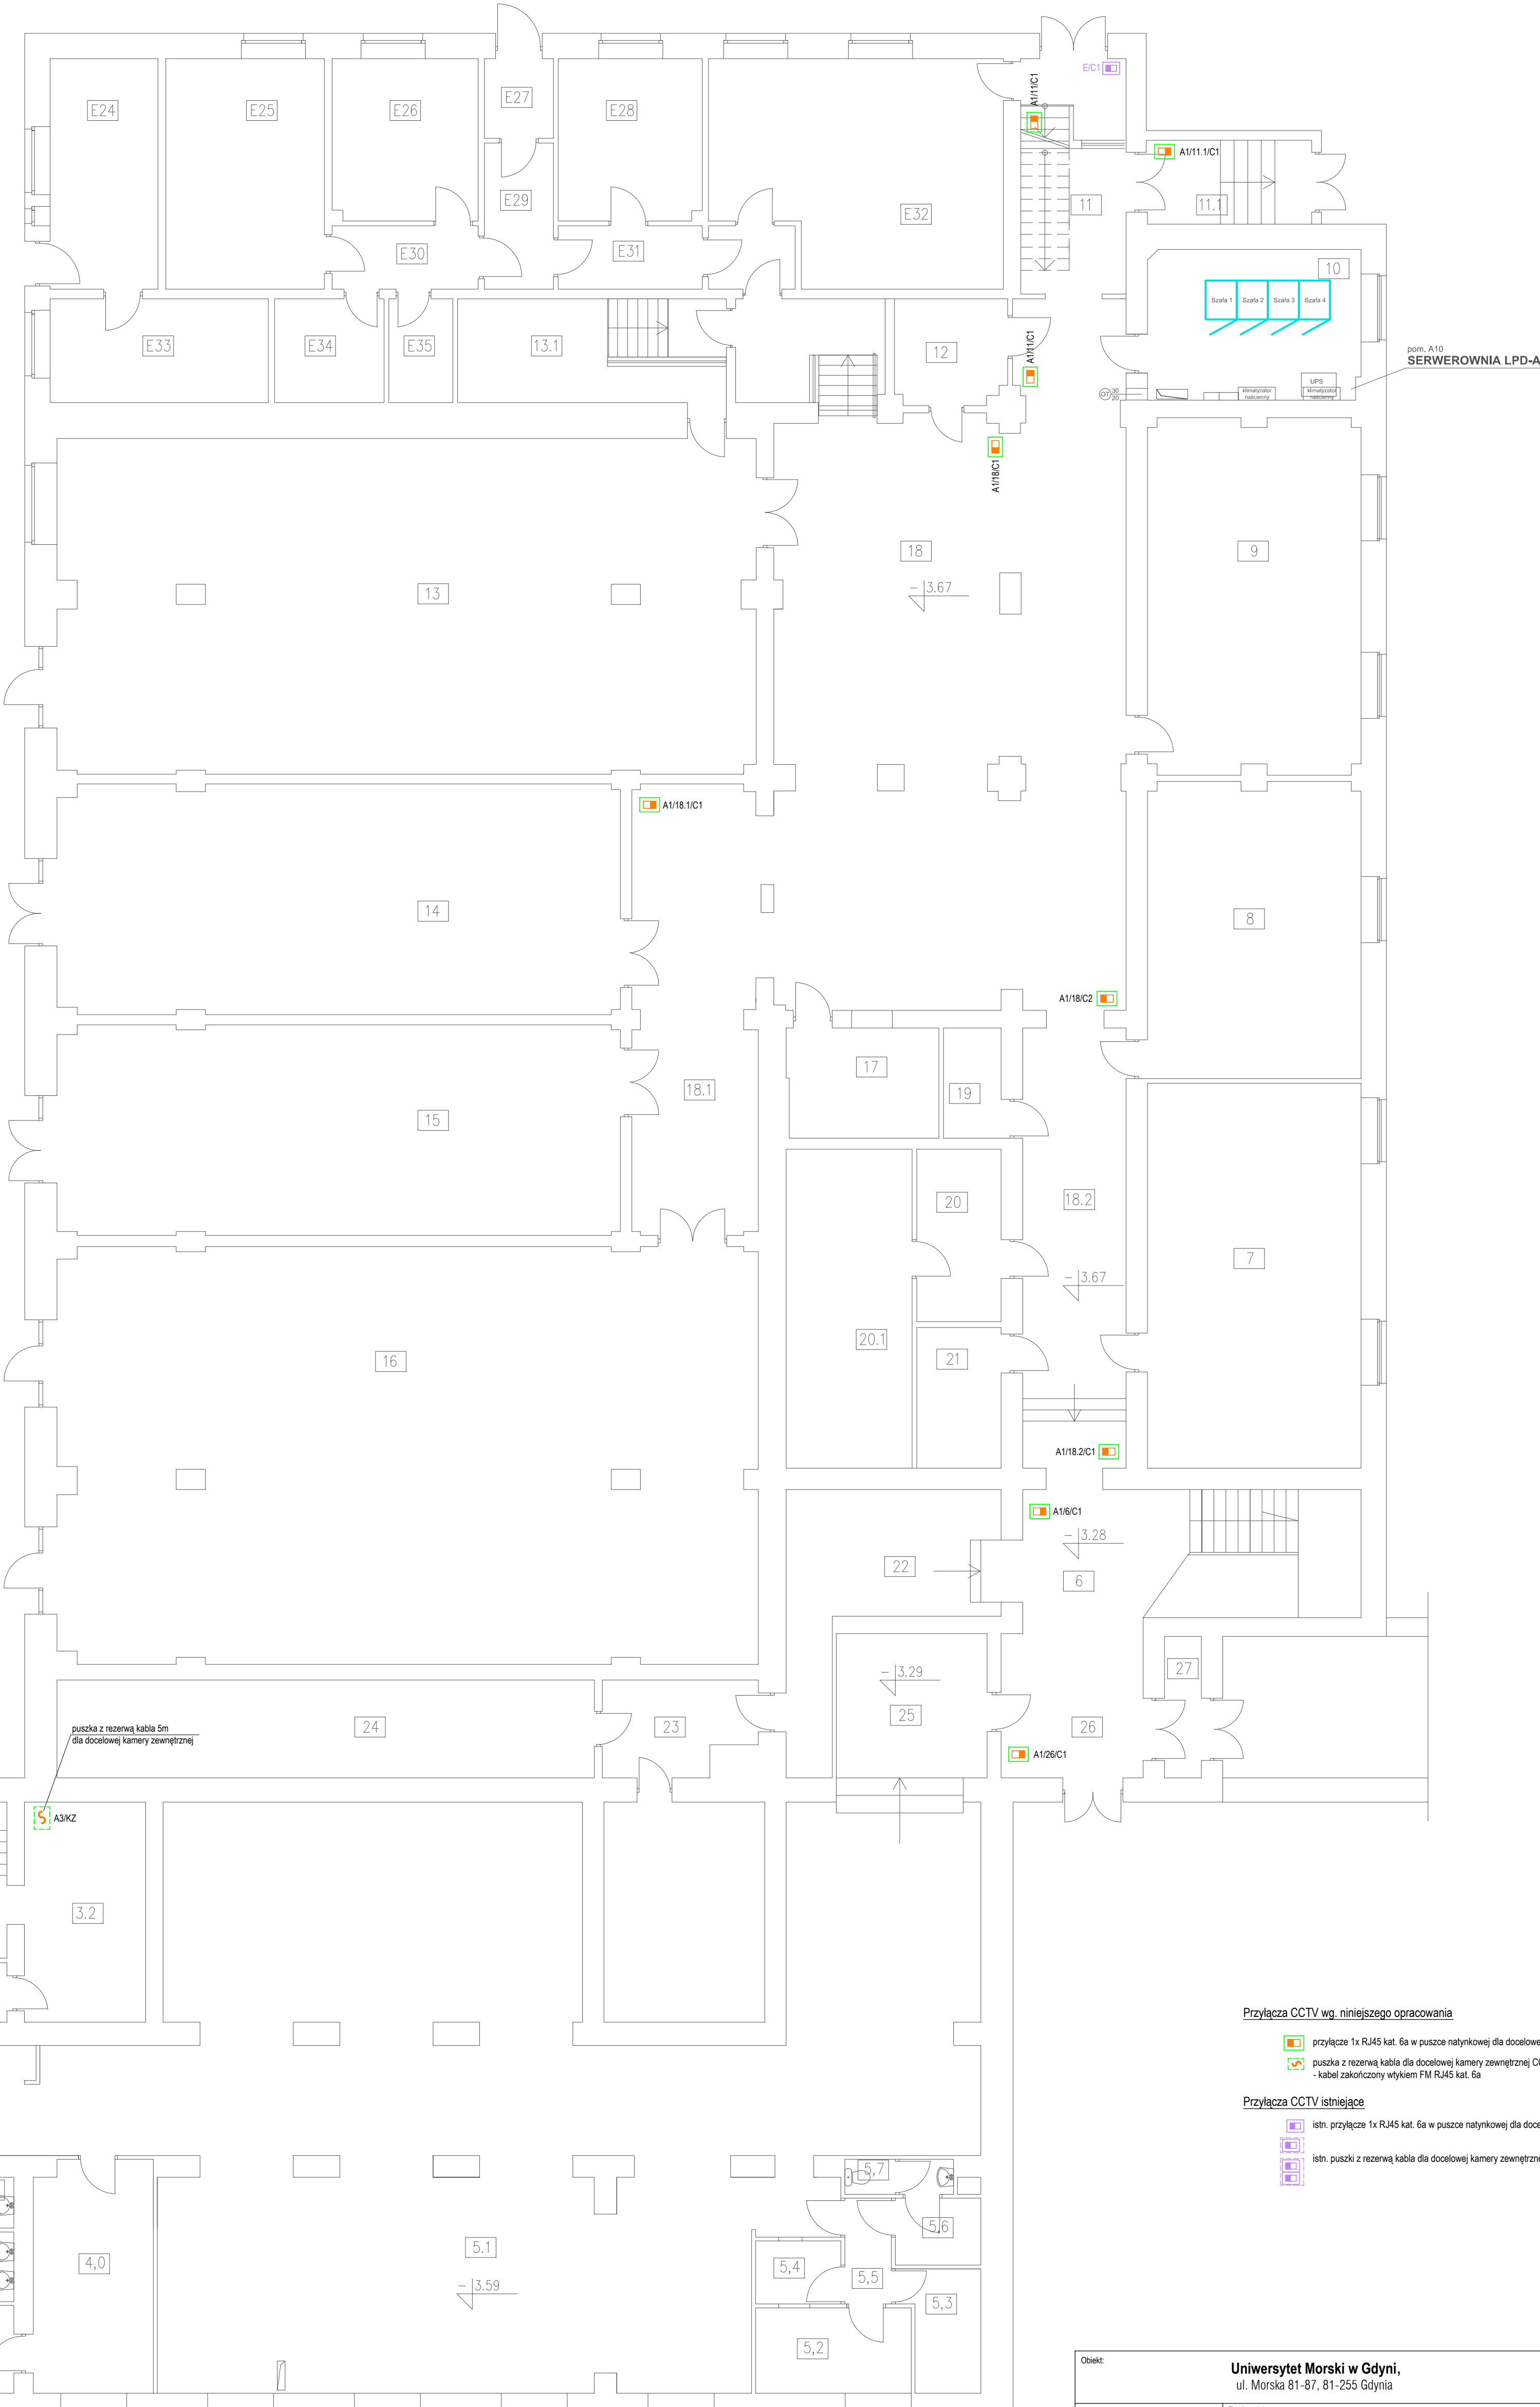 E/C1
A1/11/C1
E24
E25
E26
E27
E28
A1/11.1/C1
E29
E32
11
11.1
E30
E31
10
Szafa 1
Szafa 2
Szafa 3
Szafa 4
E33
E34
E35
13.1
12
A1/11/C1
pom. A10
SERWEROWNIA LPD-A
UPS
klimatyzator
naścienny
klimatyzator
naścienny
OT
30
20
A1/18/C1
18
9
- 3.67
13
A1/18.1/C1
14
8
A1/18/C2
17
18.1
19
15
20
18.2
7
- 3.67
20.1
21
16
A1/18.2/C1
A1/6/C1
- 3.28
22
6
27
- 3.29
25
24
23
26
puszka z rezerwą kabla 5m
dla docelowej kamery zewnętrznej
A1/26/C1
A3/KZ
3.2
Przyłącza CCTV wg. niniejszego opracowania
przyłącze 1x RJ45 kat. 6a w puszce natynkowej dla docelowe
puszka z rezerwą kabla dla docelowej kamery zewnętrznej CC
- kabel zakończony wtykiem FM RJ45 kat. 6a
Przyłącza CCTV istniejące
istn. przyłącze 1x RJ45 kat. 6a w puszce natynkowej dla doce
istn. puszki z rezerwą kabla dla docelowej kamery zewnętrzne
5,7
5,6
5.1
4,0
5,4
5,5
- 3.59
5,3
5,2
Obiekt:
Uniwersytet Morski w Gdyni,
ul. Morska 81-87, 81-255 Gdynia